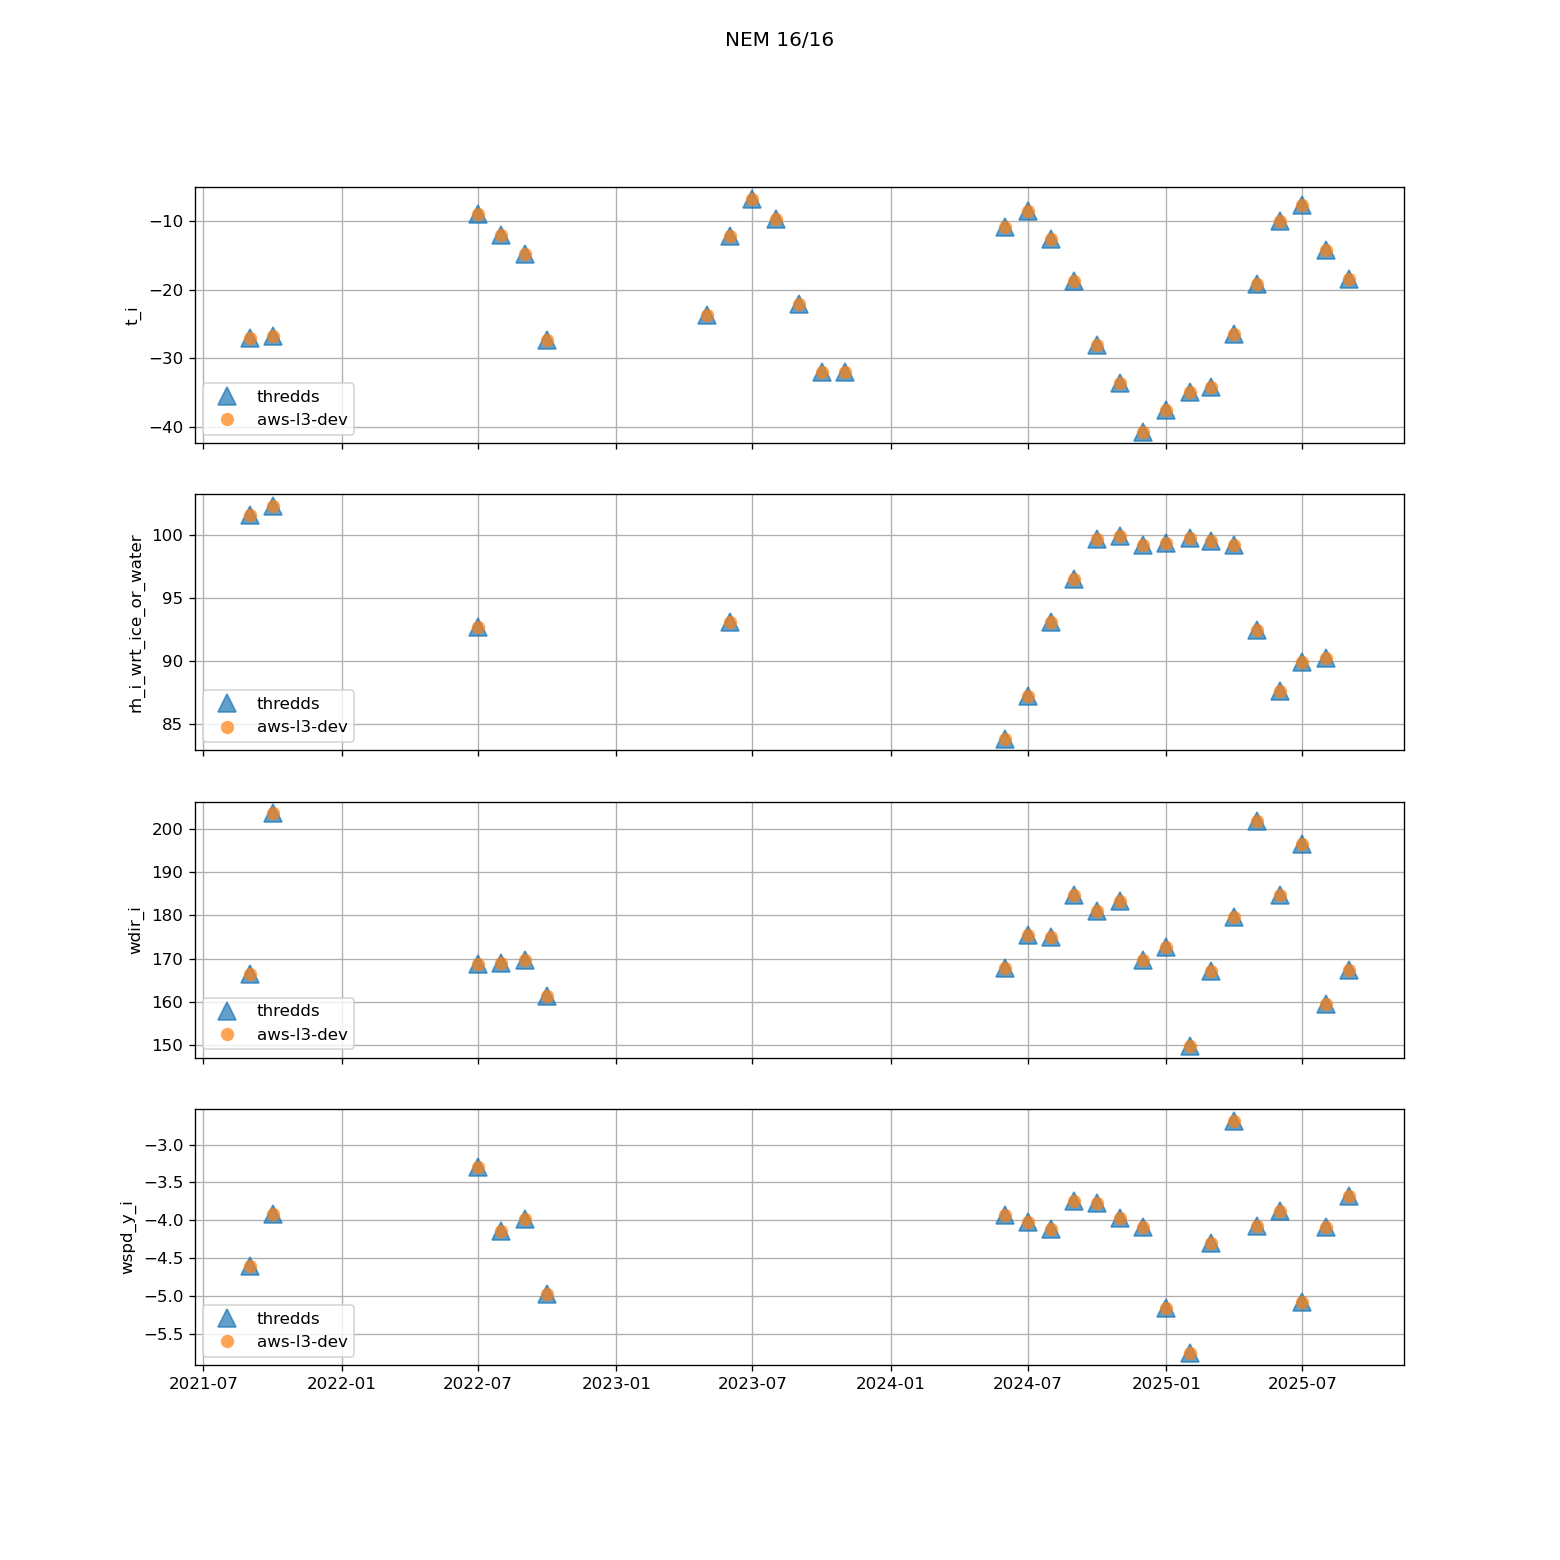 NEM 16/16
t_i
−10
−20
−30
−40
thredds
aws-l3-dev
rh_i_wrt_ice_or_water
100
95
90
85
thredds
aws-l3-dev
wdir_i
200
190
180
170
160
150
thredds
aws-l3-dev
wspd_y_i
−3.0
−3.5
−4.0
−4.5
−5.0
−5.5
thredds
aws-l3-dev
2021-07 2022-01 2022-07 2023-01 2023-07 2024-01 2024-07 2025-01 2025-07